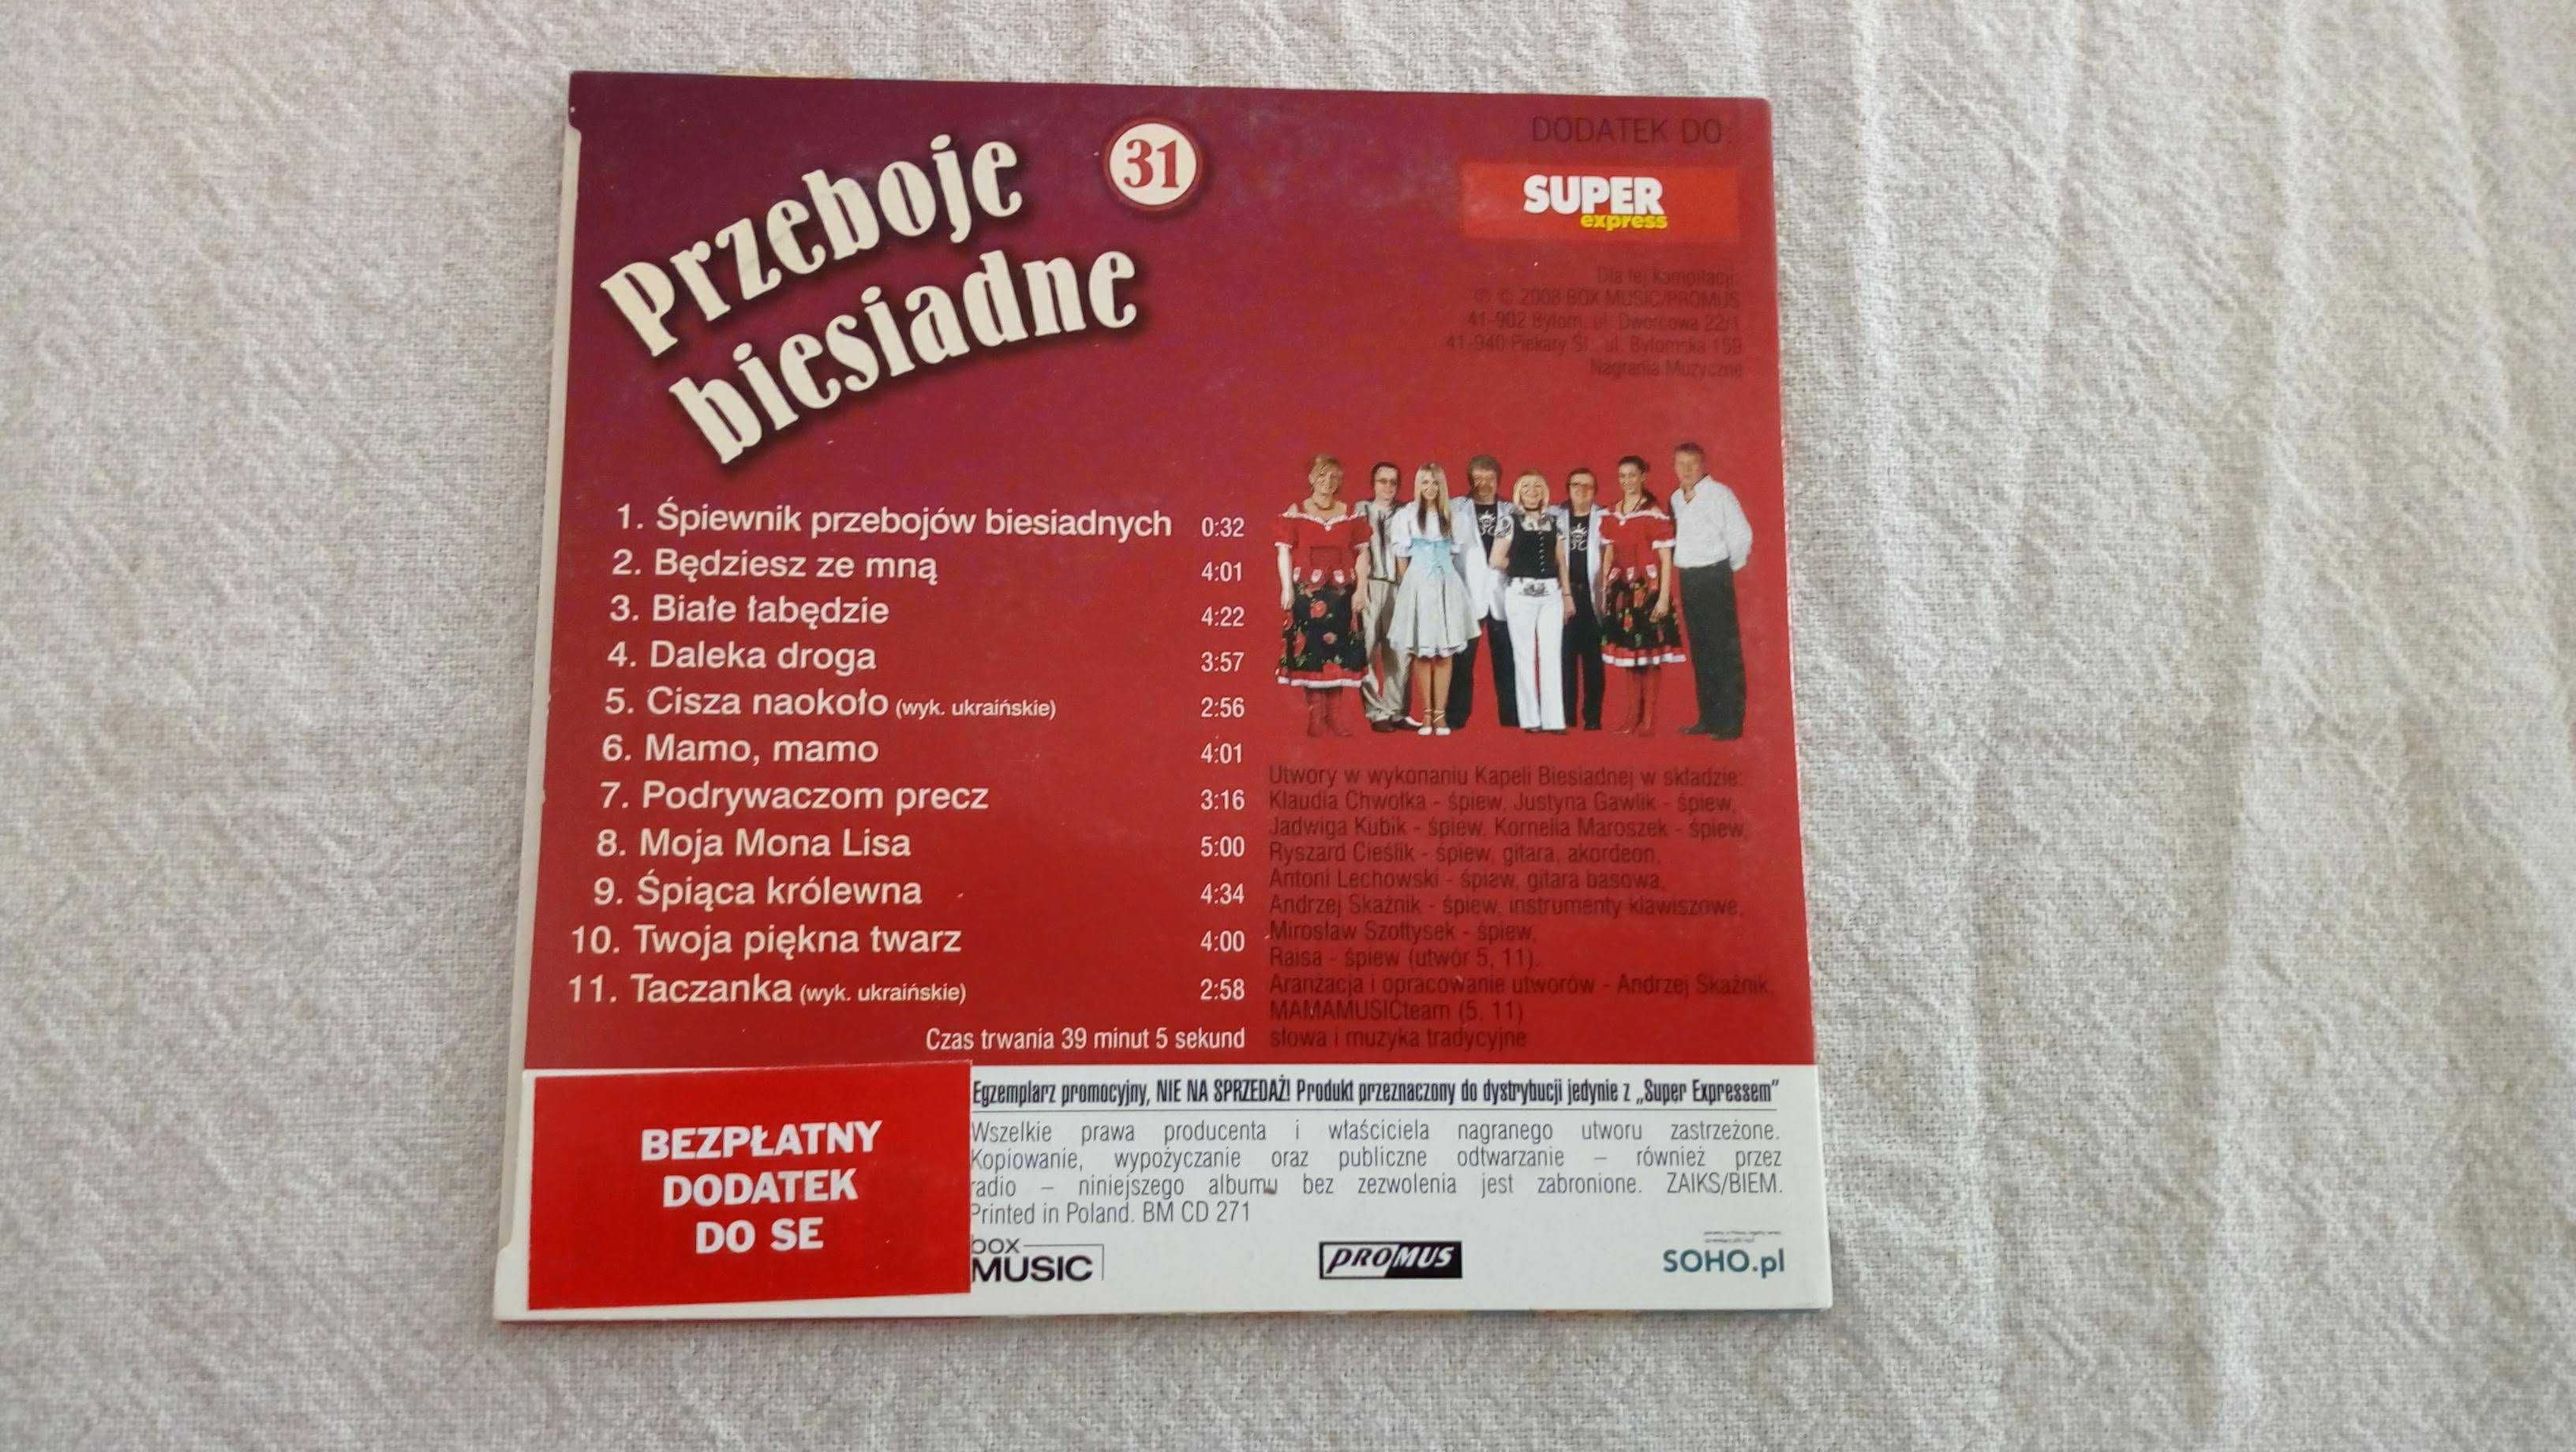 Przeboje
biesiadne
31
DODATEK DO:
SUPER
express
Dla tej kompilacji:
℗ © 2008 BOX MUSIC/PROMUS
41-902 Bytom, ul. Dworcowa 22/1
41-940 Piekary Śl., ul. Bytomska 159
Nagrania Muzyczne
1. Śpiewnik przebojów biesiadnych 0:32
2. Będziesz ze mną 4:01
3. Białe łabędzie 4:22
4. Daleka droga 3:57
5. Cisza naokoło (wyk. ukraińskie) 2:56
6. Mamo, mamo 4:01
7. Podrywaczom precz 3:16
8. Moja Mona Lisa 5:00
9. Śpiąca królewna 4:34
10. Twoja piękna twarz 4:00
11. Taczanka (wyk. ukraińskie) 2:58
Czas trwania 39 minut 5 sekund
Utwory w wykonaniu Kapeli Biesiadnej w składzie:
Klaudia Chwołka - śpiew, Justyna Gawlik - śpiew,
Jadwiga Kubik - śpiew, Kornelia Maroszek - śpiew,
Ryszard Cieślik - śpiew, gitara, akordeon,
Antoni Lechowski - śpiaw, gitara basowa,
Andrzej Skaźnik - śpiew, instrumenty klawiszowe,
Mirosław Szołtysek - śpiew,
Raisa - śpiew (utwór 5, 11).
Aranżacja i opracowanie utworów - Andrzej Skaźnik,
MAMAMUSICteam (5, 11)
słowa i muzyka tradycyjne
BEZPŁATNY
DODATEK
DO SE
Egzemplarz promocyjny, NIE NA SPRZEDAŻ! Produkt przeznaczony do dystrybucji jedynie z „Super Expressem”
Wszelkie prawa producenta i właściciela nagranego utworu zastrzeżone.
Kopiowanie, wypożyczanie oraz publiczne odtwarzanie – również przez
radio – niniejszego albumu bez zezwolenia jest zabronione. ZAIKS/BIEM.
Printed in Poland. BM CD 271
box
MUSIC
PROMUS
SOHO.pl